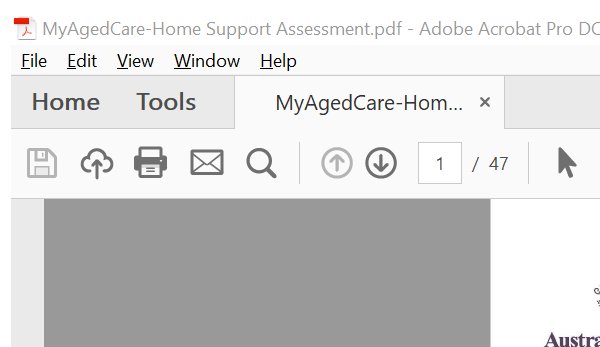 MyAgedCare-Home Support Assessment.pdf - Adobe Acrobat Pro DC
File Edit View Window Help
Home Tools MyAgedCare-Hom... ×
1 / 47
Austra